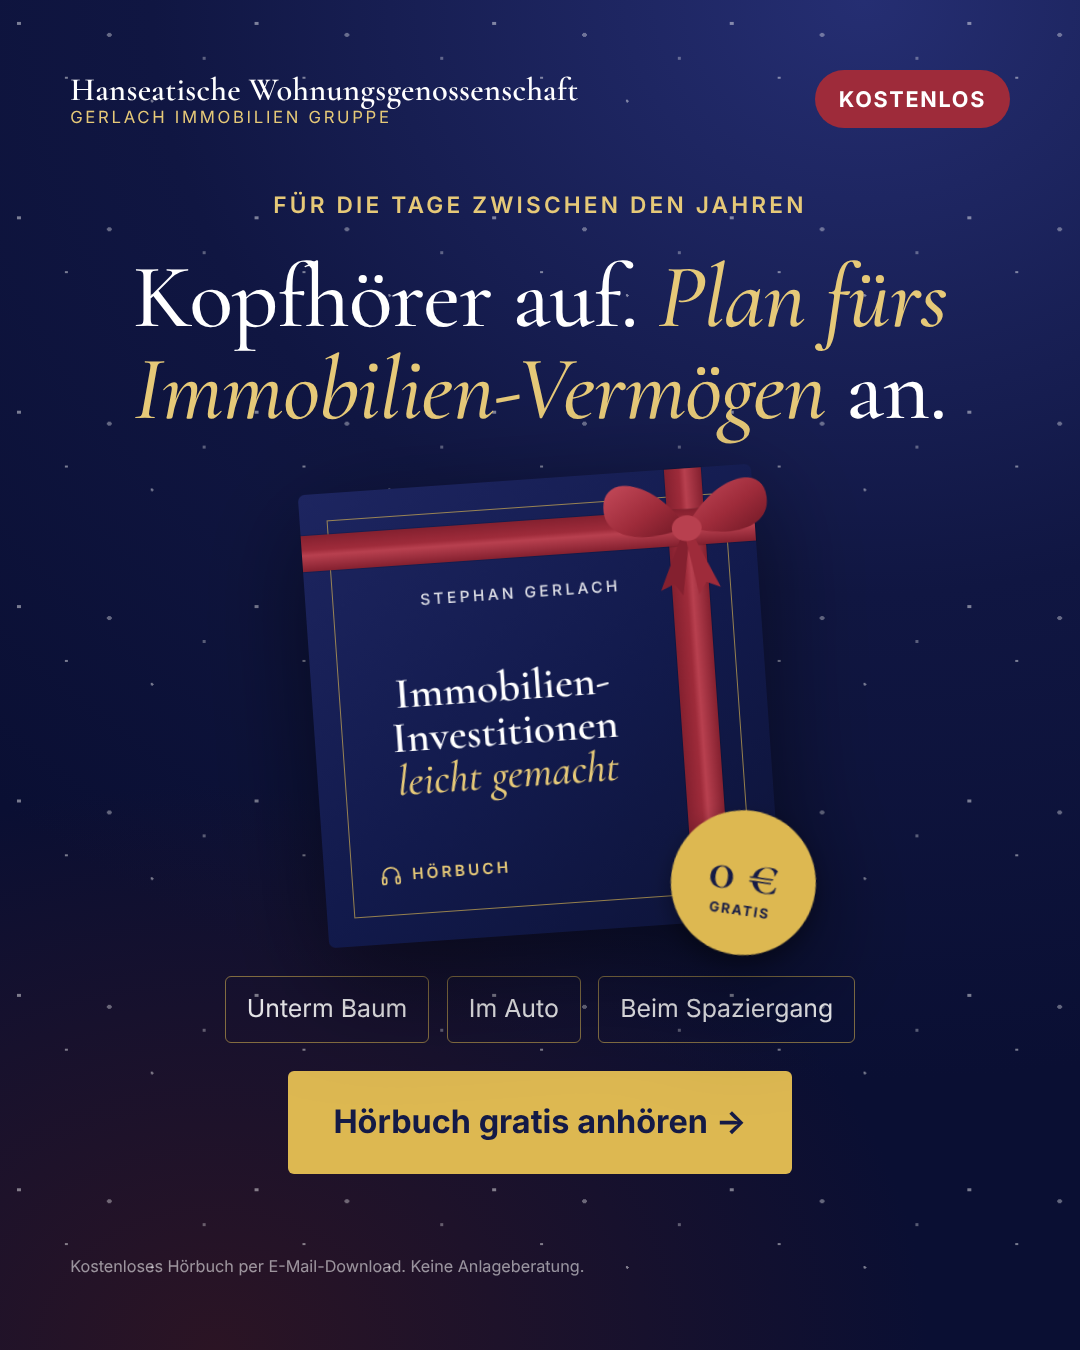 Hanseatische Wohnungsgenossenschaft
GERLACH IMMOBILIEN GRUPPE
KOSTENLOS
FÜR DIE TAGE ZWISCHEN DEN JAHREN
Kopfhörer auf. Plan fürs
Immobilien-Vermögen an.
STEPHAN GERLACH
Immobilien-
Investitionen
leicht gemacht
HÖRBUCH
0 €
GRATIS
Unterm Baum
Im Auto
Beim Spaziergang
Hörbuch gratis anhören →
Kostenloses Hörbuch per E-Mail-Download. Keine Anlageberatung.